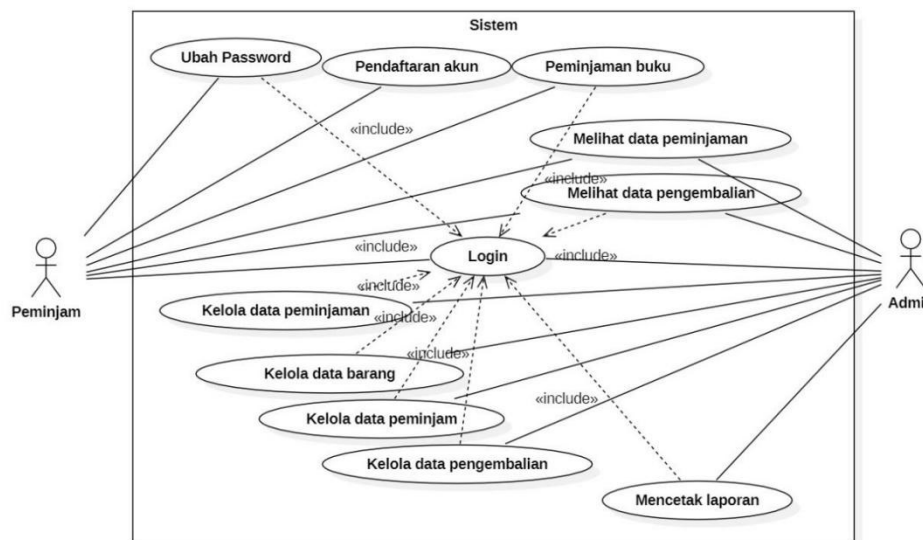 Sistem
Ubah Password
Pendaftaran akun
Peminjaman buku
«include»
Melihat data peminjaman
«include»
Melihat data pengembalian
«include»
Login
«include»
Peminjam
Admi
«include»
Kelola data peminjaman
«include»
«include»
Kelola data barang
«include»
Kelola data peminjam
Kelola data pengembalian
Mencetak laporan